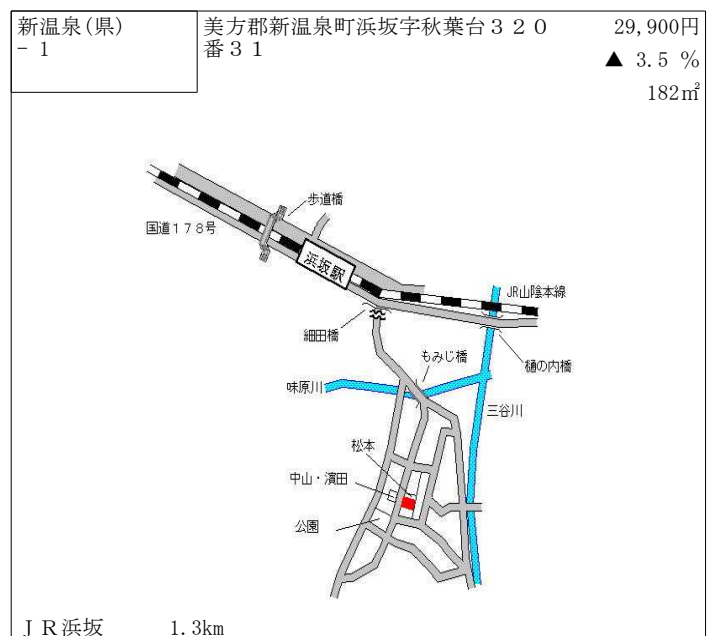 新温泉(県)
- 1
美方郡新温泉町浜坂字秋葉台３２０
番３１
29,900円
▲ 3.5 %
182㎡
歩道橋
国道１７８号
浜坂駅
JR山陰本線
細田橋
もみじ橋
樋の内橋
味原川
三谷川
松本
中山・濱田
公園
ＪＲ浜坂 1.3km